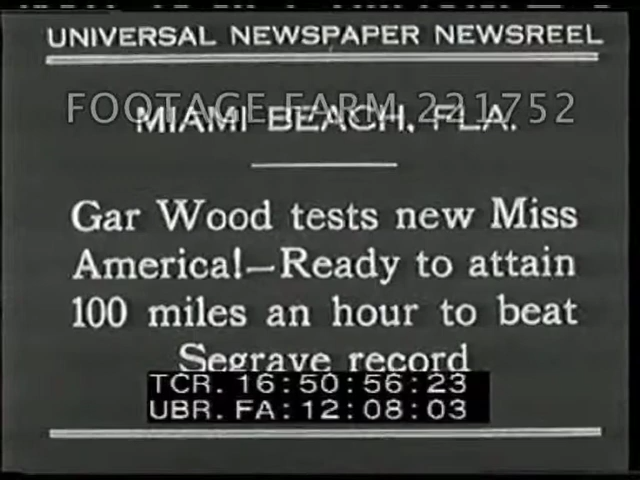 UNIVERSAL NEWSPAPER NEWSREEL
FOOTAGE FARM 221752
MIAMI BEACH, FLA.
Gar Wood tests new Miss
America!—Ready to attain
100 miles an hour to beat
Segrave record
TCR. 16:50:56:23
UBR. FA:12:08:03